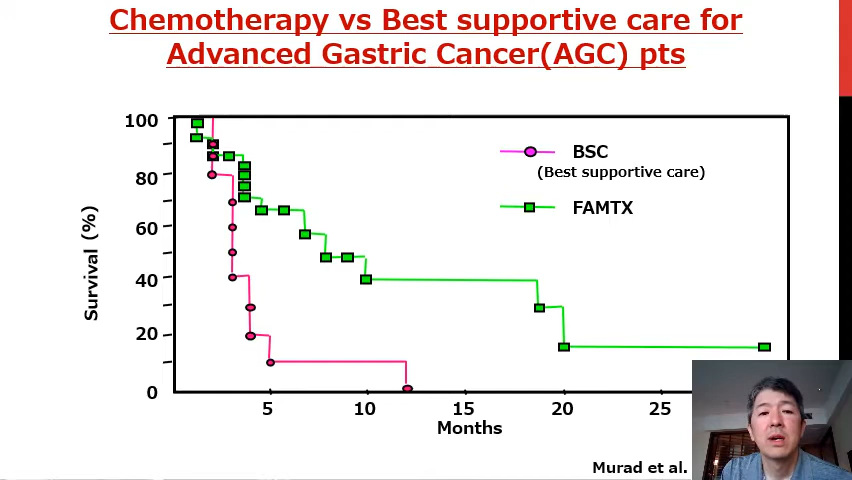 Chemotherapy vs Best supportive care for
Advanced Gastric Cancer(AGC) pts
Survival (%)
100
80
60
40
20
0
BSC
(Best supportive care)
FAMTX
5 10 15 20 25
Months
Murad et al.